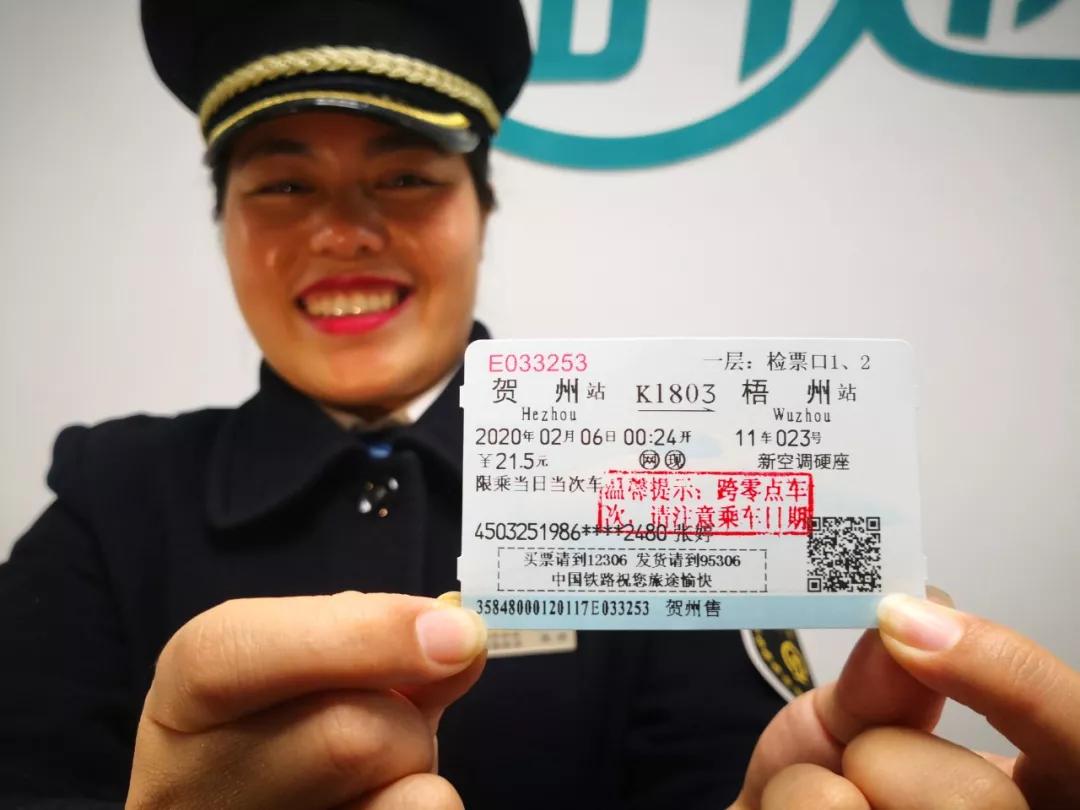 E033253 一层：检票口1、2
贺 州 站 K1803 梧 州 站
Hezhou Wuzhou
2020年02月06日00:24开 11车023号
￥21.5元 网 现 新空调硬座
限乘当日当次车
温馨提示：跨零点车
次，请注意乘车日期
4503251986****2480 张婷
买票请到12306 发货请到95306
中国铁路祝您旅途愉快
35848000120117E033253 贺州售